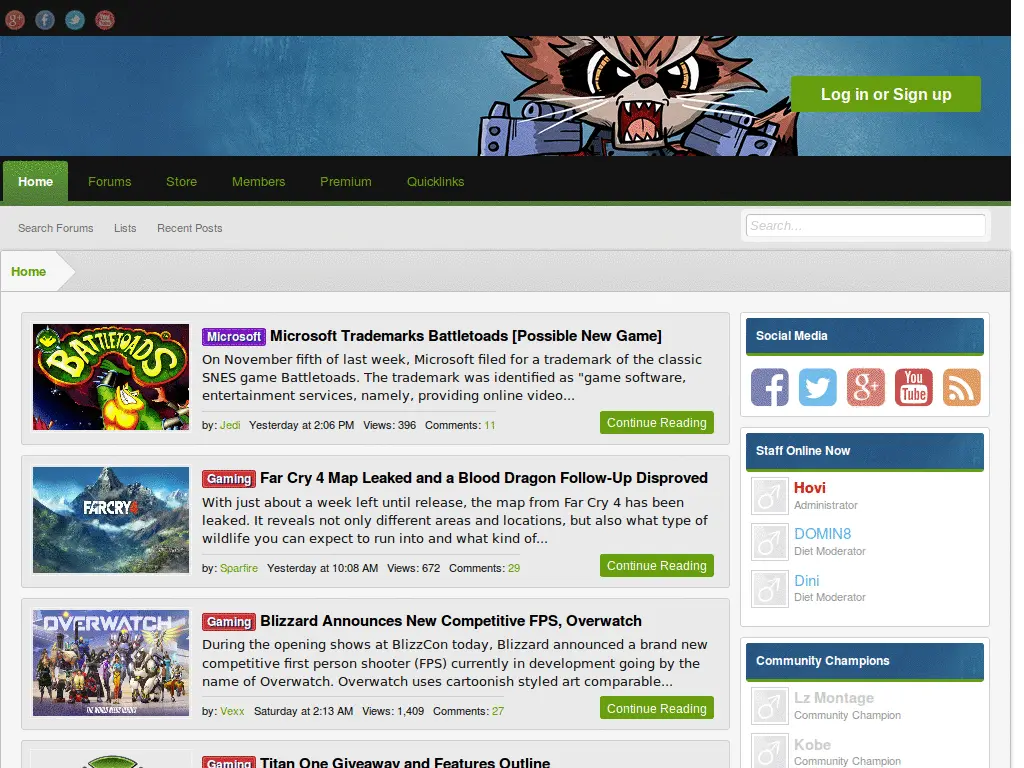 Log in or Sign up
Home Forums Store Members Premium Quicklinks
Search Forums Lists Recent Posts
Search...
Home
BATTLETOADS
Microsoft Microsoft Trademarks Battletoads [Possible New Game]
On November fifth of last week, Microsoft filed for a trademark of the classic
SNES game Battletoads. The trademark was identified as "game software,
entertainment services, namely, providing online video...
by: Jedi Yesterday at 2:06 PM Views: 396 Comments: 11
Continue Reading
FARCRY4
Gaming Far Cry 4 Map Leaked and a Blood Dragon Follow-Up Disproved
With just about a week left until release, the map from Far Cry 4 has been
leaked. It reveals not only different areas and locations, but also what type of
wildlife you can expect to run into and what kind of...
by: Sparfire Yesterday at 10:08 AM Views: 672 Comments: 29
Continue Reading
OVERWATCH
Gaming Blizzard Announces New Competitive FPS, Overwatch
During the opening shows at BlizzCon today, Blizzard announced a brand new
competitive first person shooter (FPS) currently in development going by the
name of Overwatch. Overwatch uses cartoonish styled art comparable...
by: Vexx Saturday at 2:13 AM Views: 1,409 Comments: 27
Continue Reading
Gaming Titan One Giveaway and Features Outline
Social Media
f
g+
You
Tube
Staff Online Now
Hovi
Administrator
DOMIN8
Diet Moderator
Dini
Diet Moderator
Community Champions
Lz Montage
Community Champion
Kobe
Community Champion